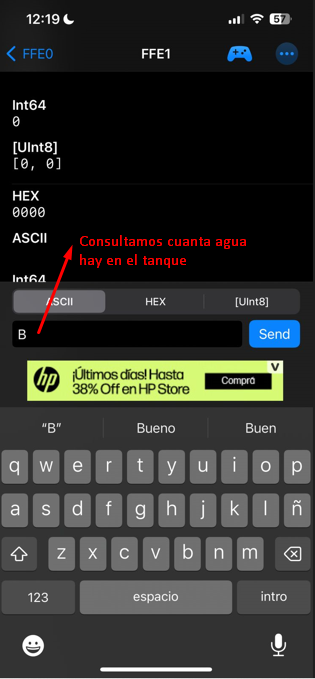 12:19
57
FFE0
FFE1
Int64
0
[UInt8]
[0, 0]
HEX
0000
ASCII
Consultamos cuanta agua
hay en el tanque
Int64
ASCII
HEX
[UInt8]
B
Send
hp
¡Últimos días! Hasta
38% Off en HP Store
Comprá
V
“B”
Bueno
Buen
q w e r t y u i o p
a s d f g h j k l ñ
z x c v b n m
123
espacio
intro